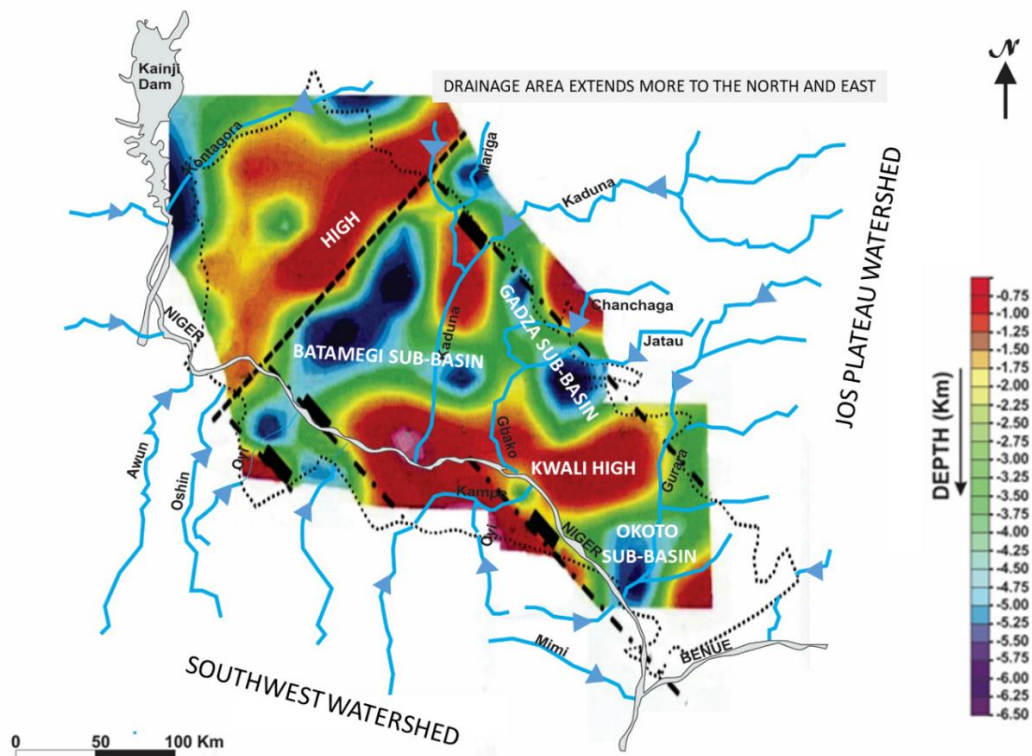 Kainji
Dam
N
DRAINAGE AREA EXTENDS MORE TO THE NORTH AND EAST
Kontagora
Mariga
Kaduna
HIGH
JOS PLATEAU WATERSHED
NIGER
Chanchaga
GADZA SUB-BASIN
Jatau
Kaduna
BATAMEGI SUB-BASIN
Awun
Oshin
Oyi
Gbako
KWALI HIGH
Gurara
Kampe
Oyi
NIGER
OKOTO
SUB-BASIN
Mimi
BENUE
SOUTHWEST WATERSHED
0 50 100 Km
DEPTH (Km)
-0.75
-1.00
-1.25
-1.50
-1.75
-2.00
-2.25
-2.50
-2.75
-3.00
-3.25
-3.50
-3.75
-4.00
-4.25
-4.50
-4.75
-5.00
-5.25
-5.50
-5.75
-6.00
-6.25
-6.50